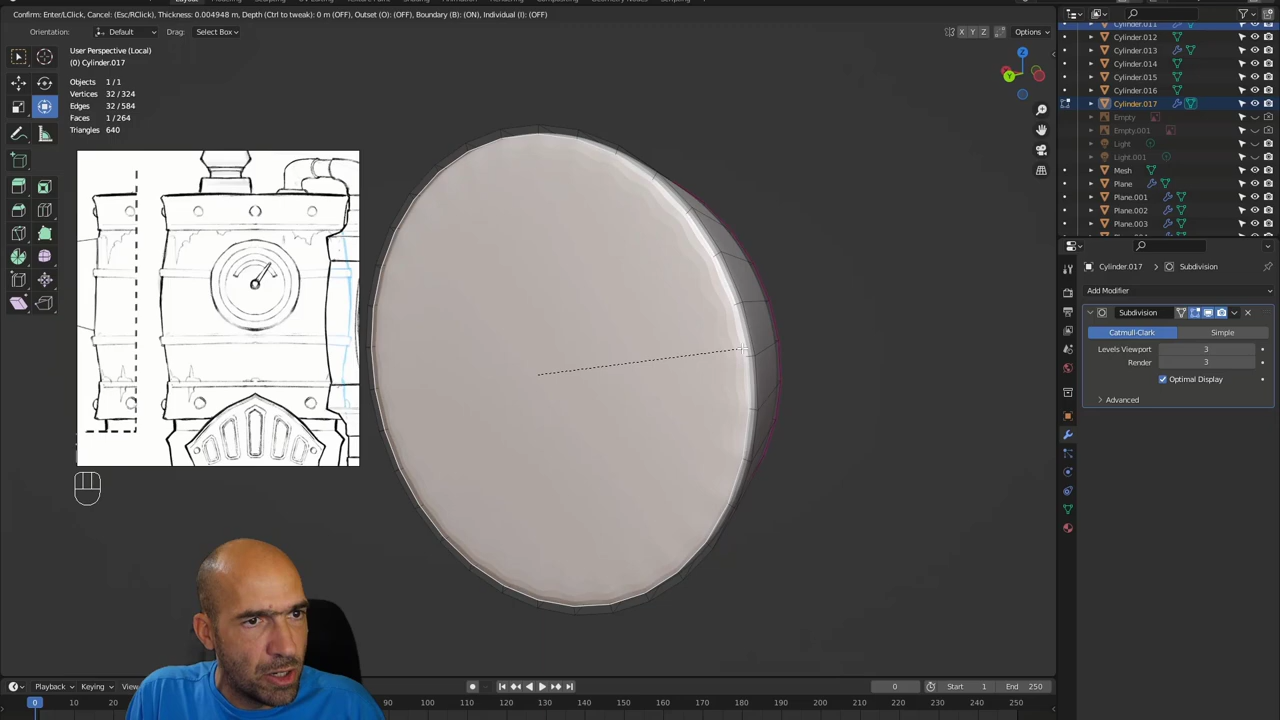 Layout
Confirm: Enter/LClick, Cancel: (Esc/RClick), Thickness: 0.004948 m, Depth (Ctrl to tweak): 0 m (OFF), Outset (O): (OFF), Boundary (B): (ON), Individual (I): (OFF)
Orientation: Default Drag: Select Box X Y Z Options
User Perspective (Local)
(0) Cylinder.017
Objects 1 / 1
Vertices 32 / 324
Edges 32 / 584
Faces 1 / 264
Triangles 640
Z
Y
Cylinder.011
Cylinder.012
Cylinder.013
Cylinder.014
Cylinder.015
Cylinder.016
Cylinder.017
Empty
Empty.001
Light
Light.001
Mesh
Plane
Plane.001
Plane.002
Plane.003
Cylinder.017 > Subdivision
Add Modifier
Subdivision
Catmull-Clark Simple
Levels Viewport 3
Render 3
Optimal Display
Advanced
Playback Keying View 0 Start 1 End 250
0 10 20 80 90 100 110 120 130 140 150 160 170 180 190 200 210 220 230 240 250